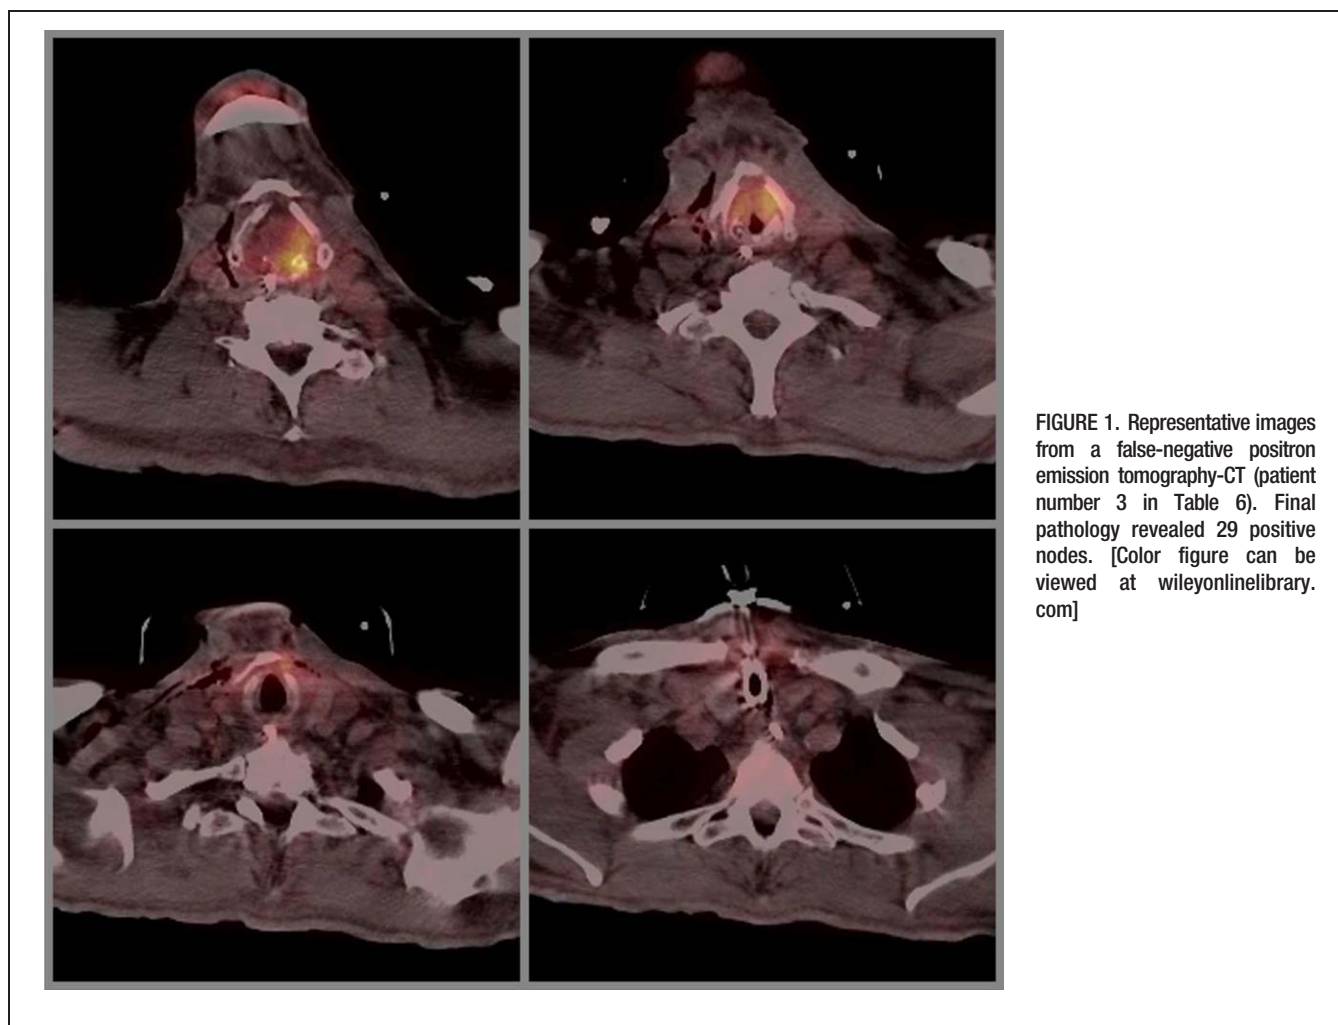 FIGURE 1. Representative images
from a false-negative positron
emission tomography-CT (patient
number 3 in Table 6). Final
pathology revealed 29 positive
nodes. [Color figure can be
viewed at wileyonlinelibrary.
com]